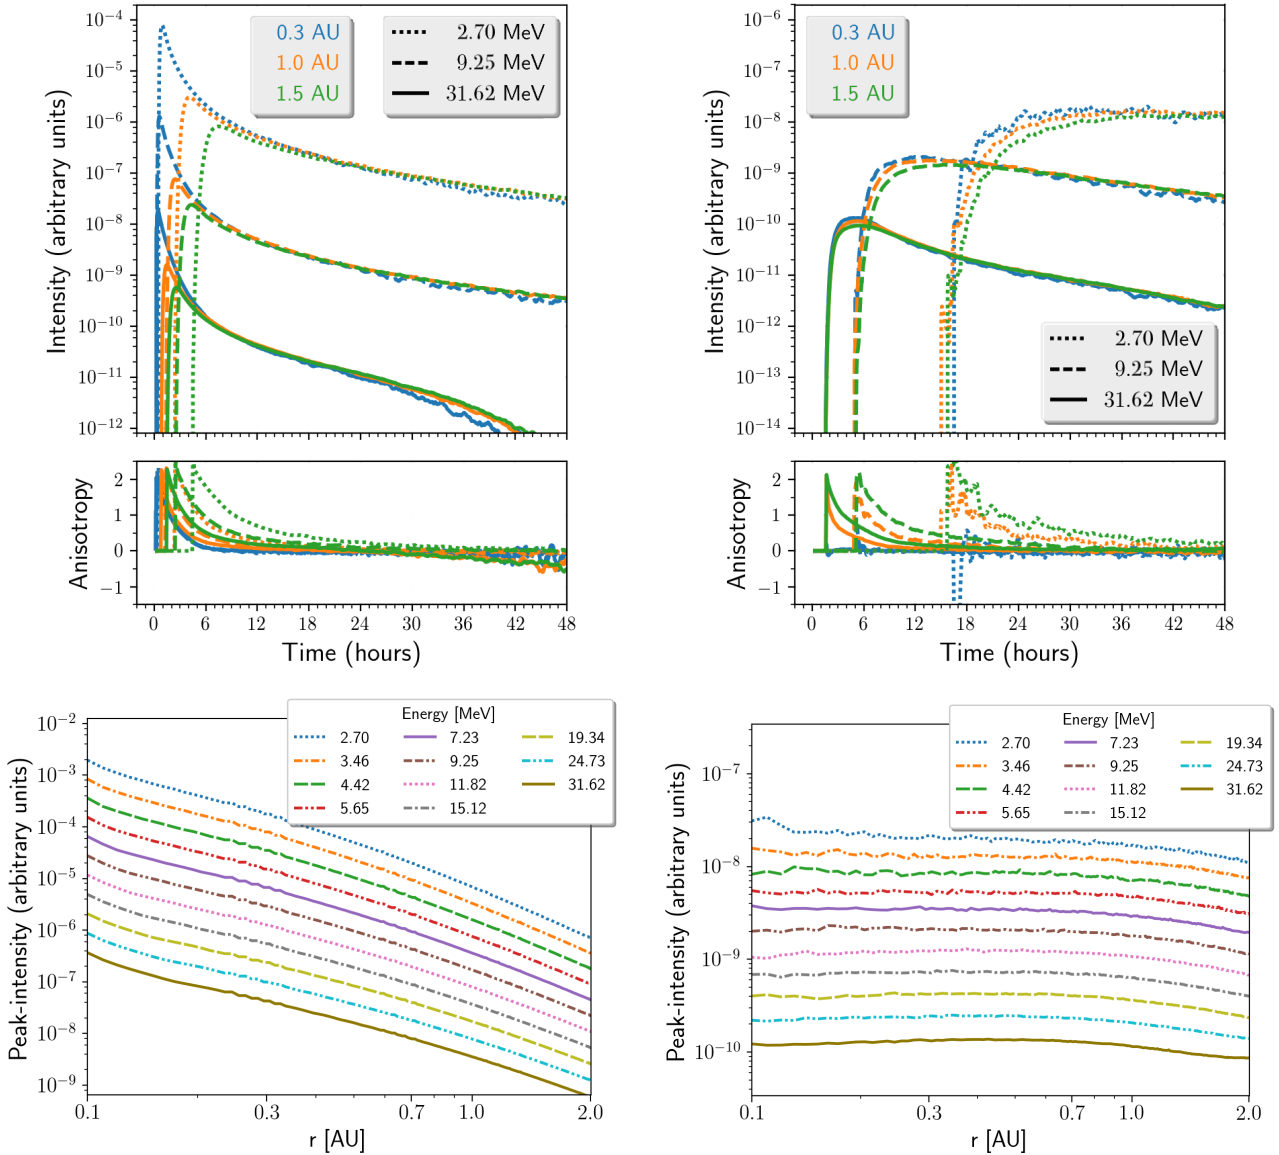 0.3 AU
1.0 AU
1.5 AU
2.70 MeV
9.25 MeV
31.62 MeV
10⁻⁴
10⁻⁵
10⁻⁶
10⁻⁷
10⁻⁸
10⁻⁹
10⁻¹⁰
10⁻¹¹
10⁻¹²
Intensity (arbitrary units)
2
1
0
−1
Anisotropy
0 6 12 18 24 30 36 42 48
Time (hours)
0.3 AU
1.0 AU
1.5 AU
10⁻⁶
10⁻⁷
10⁻⁸
10⁻⁹
10⁻¹⁰
10⁻¹¹
10⁻¹²
10⁻¹³
10⁻¹⁴
Intensity (arbitrary units)
2.70 MeV
9.25 MeV
31.62 MeV
2
1
0
−1
Anisotropy
0 6 12 18 24 30 36 42 48
Time (hours)
Energy [MeV]
2.70 7.23 19.34
3.46 9.25 24.73
4.42 11.82 31.62
5.65 15.12
10⁻²
10⁻³
10⁻⁴
10⁻⁵
10⁻⁶
10⁻⁷
10⁻⁸
10⁻⁹
Peak-intensity (arbitrary units)
0.1 0.3 0.7 1.0 2.0
r [AU]
Energy [MeV]
2.70 7.23 19.34
3.46 9.25 24.73
4.42 11.82 31.62
5.65 15.12
10⁻⁷
10⁻⁸
10⁻⁹
10⁻¹⁰
Peak-intensity (arbitrary units)
0.1 0.3 0.7 1.0 2.0
r [AU]